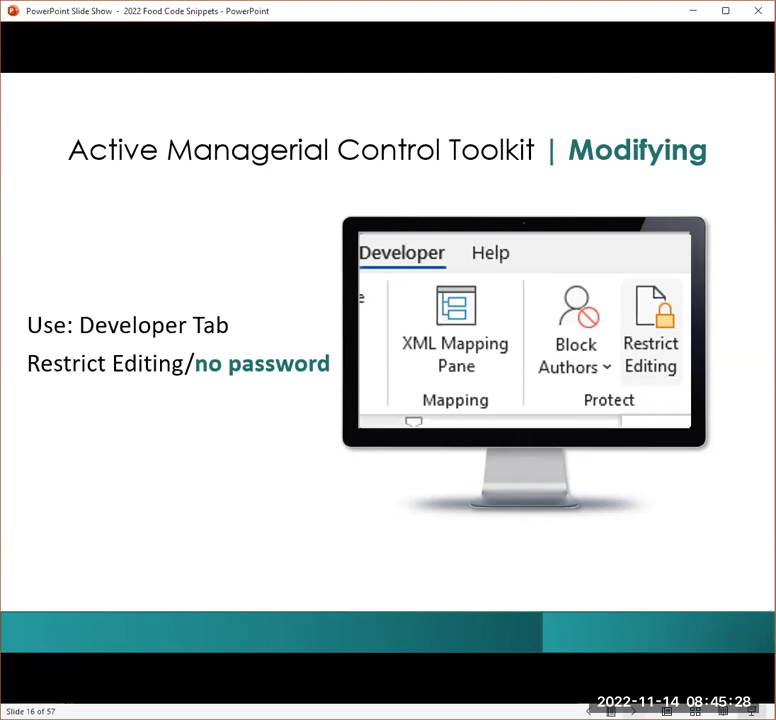 PowerPoint Slide Show - 2022 Food Code Snippets - PowerPoint
Active Managerial Control Toolkit | Modifying
Developer Help
Use: Developer Tab
Restrict Editing/no password
XML Mapping
Pane
Block
Authors
Restrict
Editing
Mapping
Protect
2022-11-14 08:45:28
Slide 16 of 57